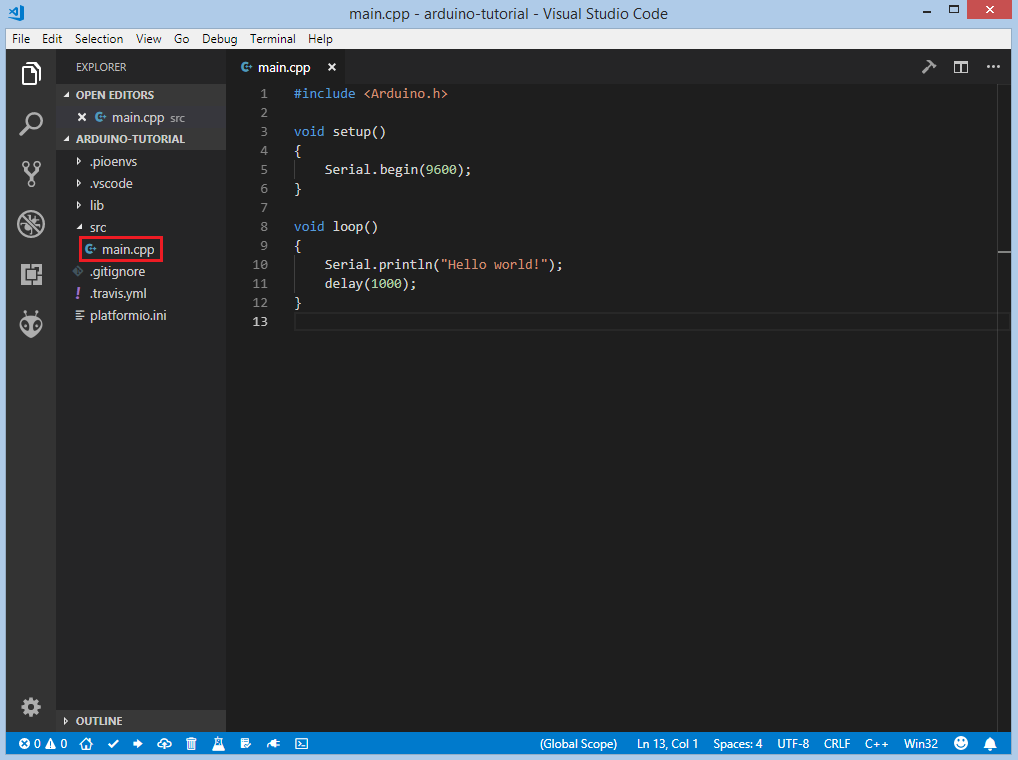 main.cpp - arduino-tutorial - Visual Studio Code
File Edit Selection View Go Debug Terminal Help
EXPLORER
OPEN EDITORS
main.cpp src
ARDUINO-TUTORIAL
.pioenvs
.vscode
lib
src
main.cpp
.gitignore
.travis.yml
platformio.ini
OUTLINE
main.cpp
1 #include <Arduino.h>
2
3 void setup()
4 {
5     Serial.begin(9600);
6 }
7
8 void loop()
9 {
10     Serial.println("Hello world!");
11     delay(1000);
12 }
13
0 0 (Global Scope) Ln 13, Col 1 Spaces: 4 UTF-8 CRLF C++ Win32